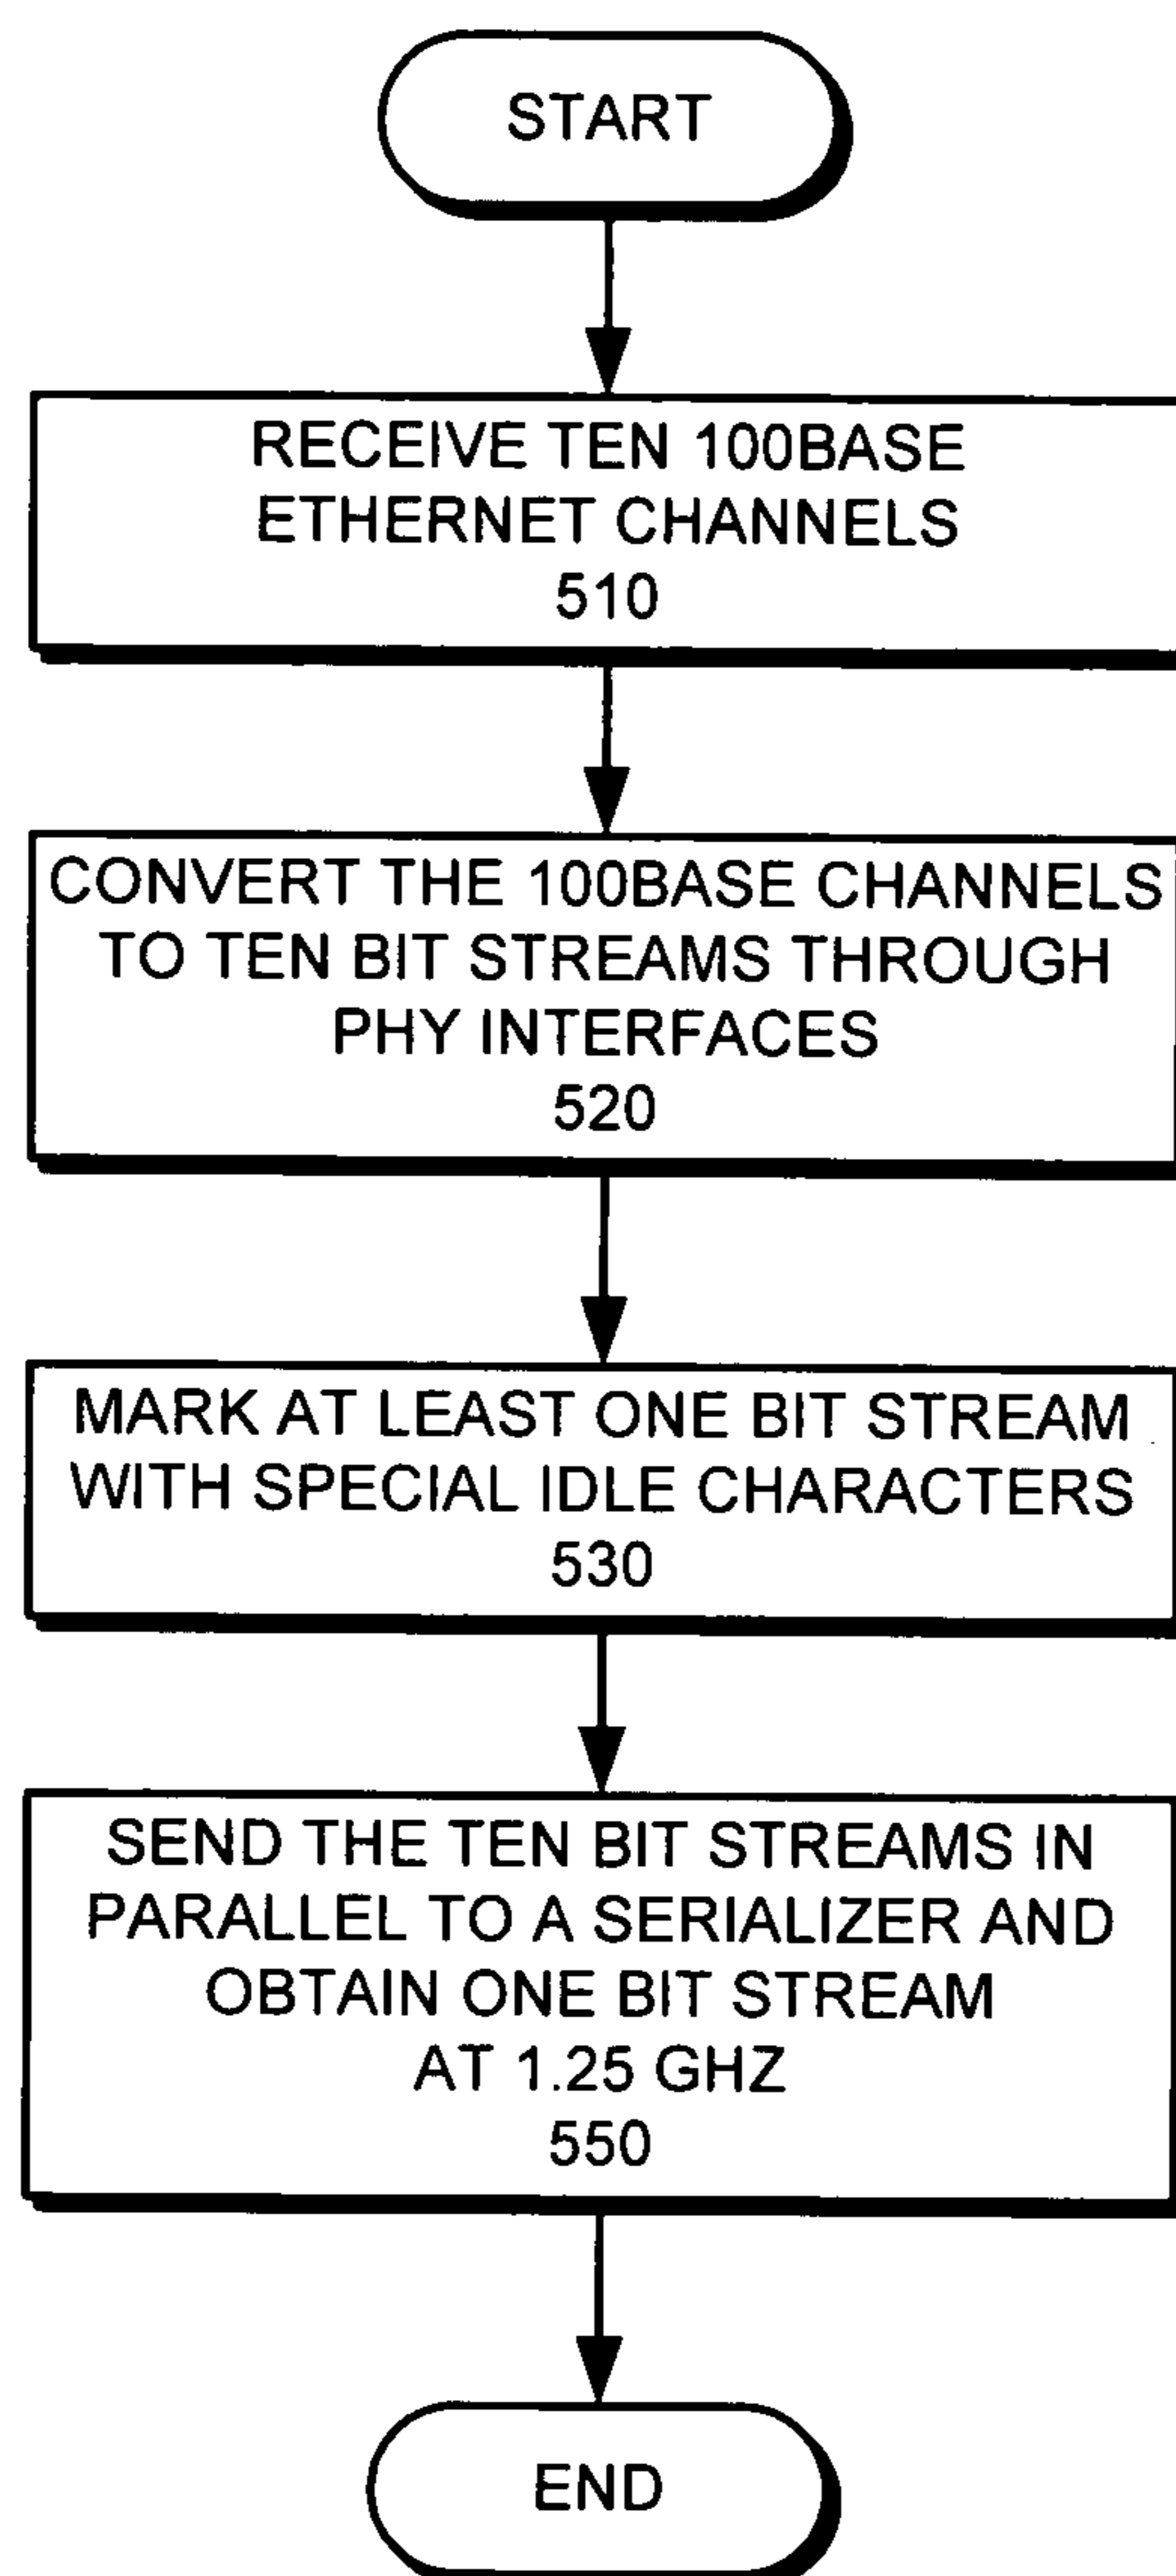 START
RECEIVE TEN 100BASE
ETHERNET CHANNELS
510
CONVERT THE 100BASE CHANNELS
TO TEN BIT STREAMS THROUGH
PHY INTERFACES
520
MARK AT LEAST ONE BIT STREAM
WITH SPECIAL IDLE CHARACTERS
530
SEND THE TEN BIT STREAMS IN
PARALLEL TO A SERIALIZER AND
OBTAIN ONE BIT STREAM
AT 1.25 GHZ
550
END